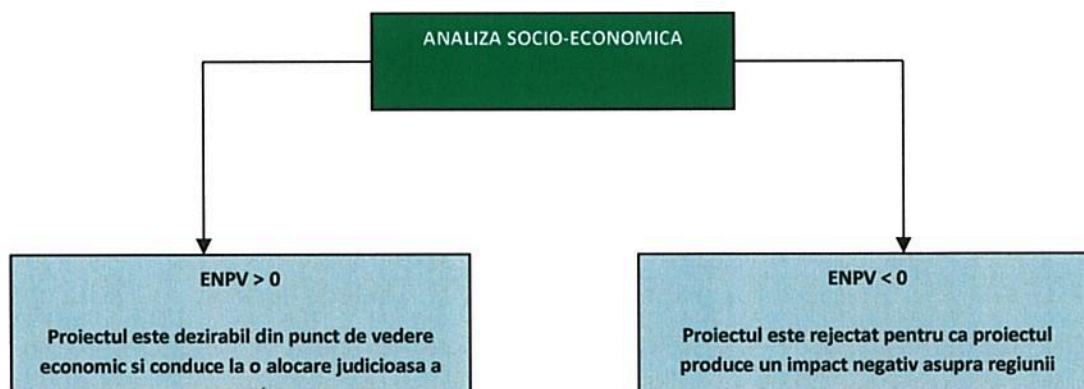 ANALIZA SOCIO-ECONOMICA
ENPV > 0
Proiectul este dezirabil din punct de vedere
economic si conduce la o alocare judicioasa a
ENPV < 0
Proiectul este rejectat pentru ca proiectul
produce un impact negativ asupra regiunii